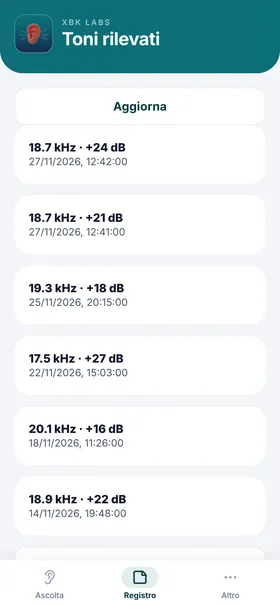 XBK LABS
Toni rilevati
Aggiorna
18.7 kHz · +24 dB
27/11/2026, 12:42:00
18.7 kHz · +21 dB
27/11/2026, 12:41:00
19.3 kHz · +18 dB
25/11/2026, 20:15:00
17.5 kHz · +27 dB
22/11/2026, 15:03:00
20.1 kHz · +16 dB
18/11/2026, 11:26:00
18.9 kHz · +22 dB
14/11/2026, 19:48:00
Ascolta
Registro
Altro